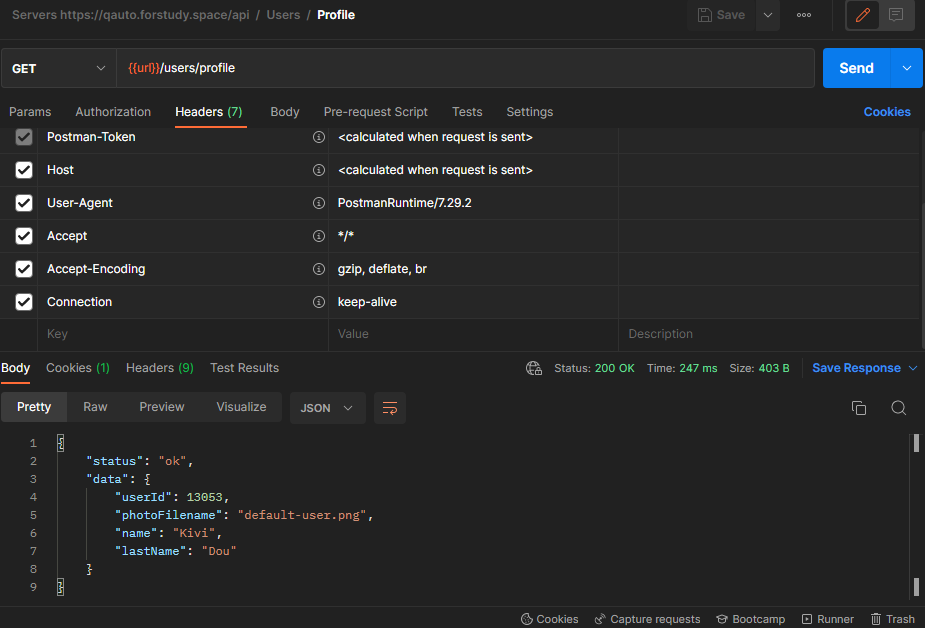 Servers https://qauto.forstudy.space/api / Users / Profile
Save
GET {{url}}/users/profile Send
Params Authorization Headers (7) Body Pre-request Script Tests Settings Cookies
Postman-Token <calculated when request is sent>
Host <calculated when request is sent>
User-Agent PostmanRuntime/7.29.2
Accept */*
Accept-Encoding gzip, deflate, br
Connection keep-alive
Key Value Description
Body Cookies (1) Headers (9) Test Results Status: 200 OK Time: 247 ms Size: 403 B Save Response
Pretty Raw Preview Visualize JSON
1 {
2 "status": "ok",
3 "data": {
4 "userId": 13053,
5 "photoFilename": "default-user.png",
6 "name": "Kivi",
7 "lastName": "Dou"
8 }
9 }
Cookies Capture requests Bootcamp Runner Trash